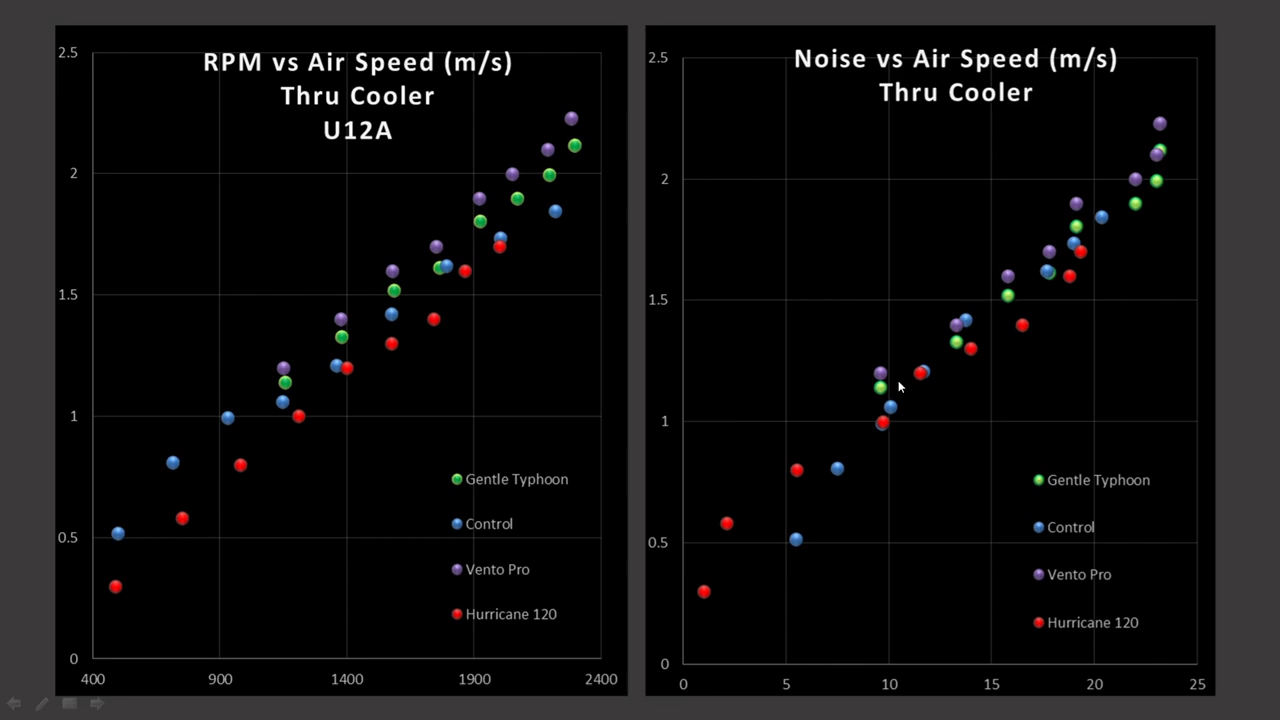 RPM vs Air Speed (m/s)
Thru Cooler
U12A
2.5
2
1.5
1
0.5
0
400 900 1400 1900 2400
Gentle Typhoon
Control
Vento Pro
Hurricane 120
Noise vs Air Speed (m/s)
Thru Cooler
2.5
2
1.5
1
0.5
0
0 5 10 15 20 25
Gentle Typhoon
Control
Vento Pro
Hurricane 120